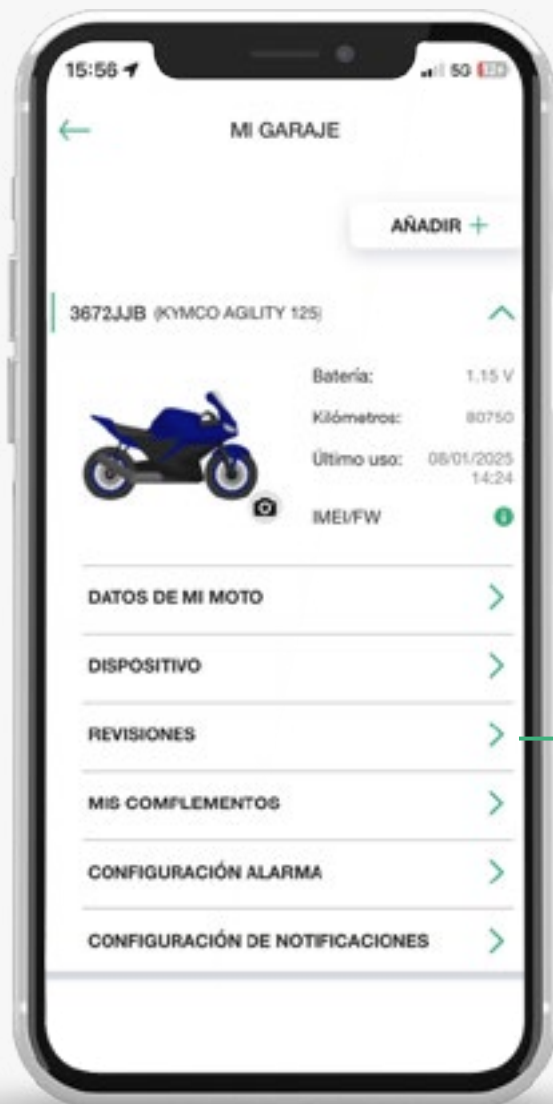 15:56
5G
MI GARAJE
AÑADIR +
3672JJB (KYMCO AGILITY 125)
Batería: 1.15 V
Kilómetros: 80750
Último uso: 08/01/2025
14:24
IMEI/FW
DATOS DE MI MOTO
DISPOSITIVO
REVISIONES
MIS COMPLEMENTOS
CONFIGURACIÓN ALARMA
CONFIGURACIÓN DE NOTIFICACIONES